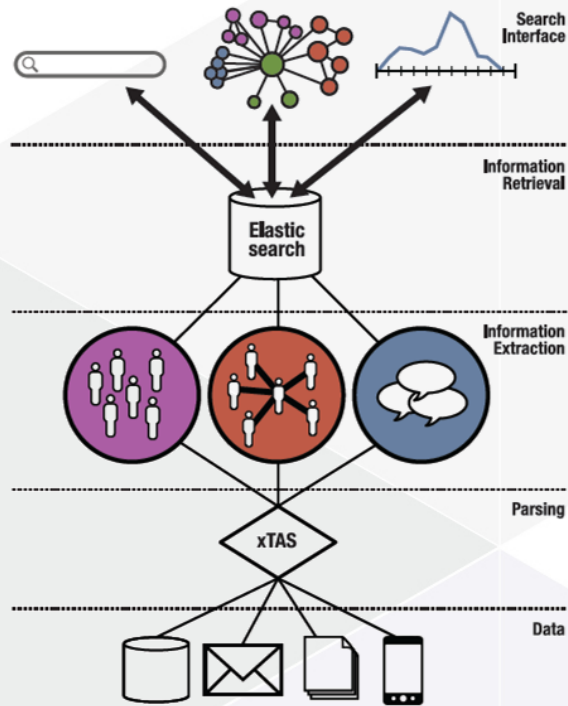 Search
Interface
Information
Retrieval
Elastic
search
Information
Extraction
Parsing
xTAS
Data